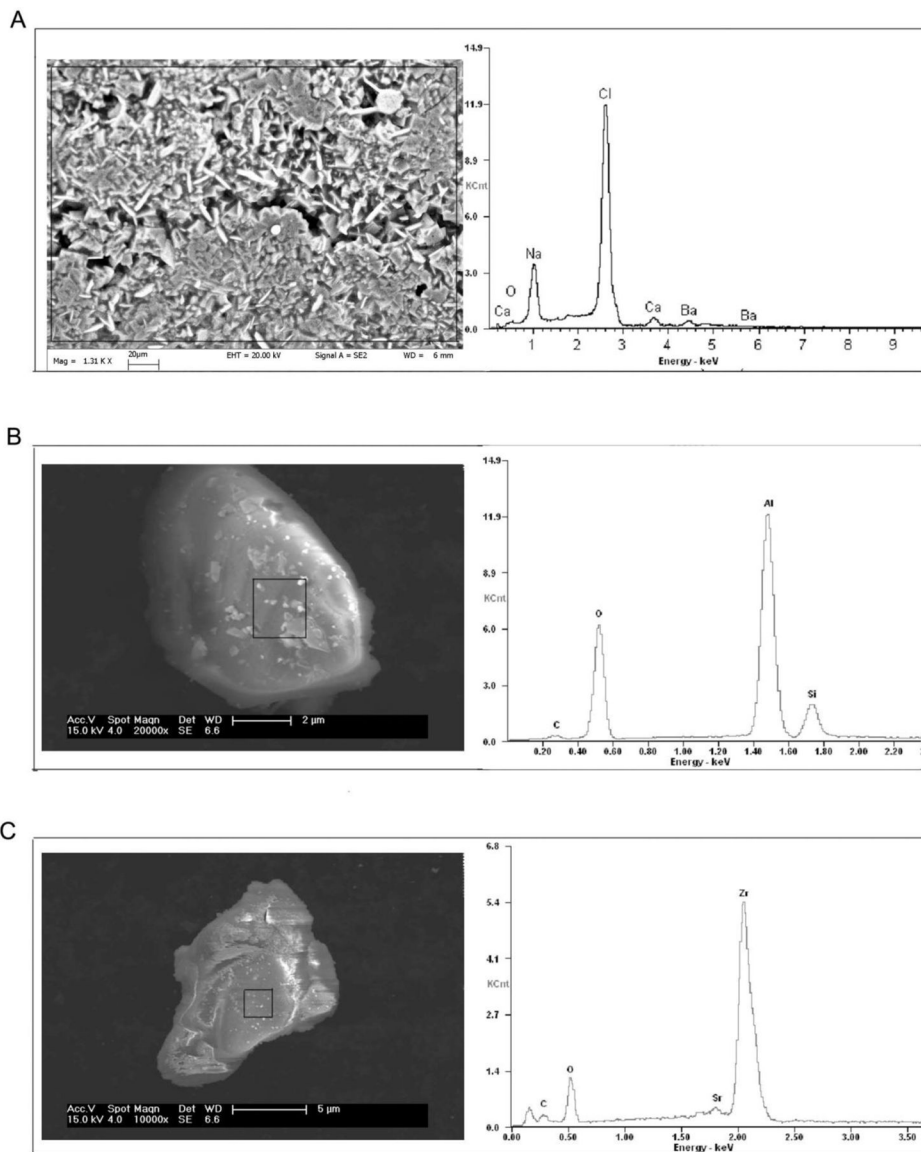 A
14.9
11.9
8.9
KCnt
6.0
3.0
0.0
Cl
Na
O
Ca
Ca
Ba
Ba
1 2 3 4 5 6 7 8 9
Energy - keV
Mag = 1.31 K X 20µm EHT = 20.00 kV Signal A = SE2 WD = 6 mm
B
14.9
11.9
8.9
KCnt
6.0
3.0
0.0
Al
O
Si
C
0.20 0.40 0.60 0.80 1.00 1.20 1.40 1.60 1.80 2.00 2.20
Energy - keV
Acc.V Spot Magn Det WD 2 µm
15.0 kV 4.0 20000x SE 6.6
C
6.8
5.4
4.1
KCnt
2.7
1.4
0.0
Zr
O
C
Sr
0.00 0.50 1.00 1.50 2.00 2.50 3.00 3.50
Energy - keV
Acc.V Spot Magn Det WD 5 µm
15.0 kV 4.0 10000x SE 6.6